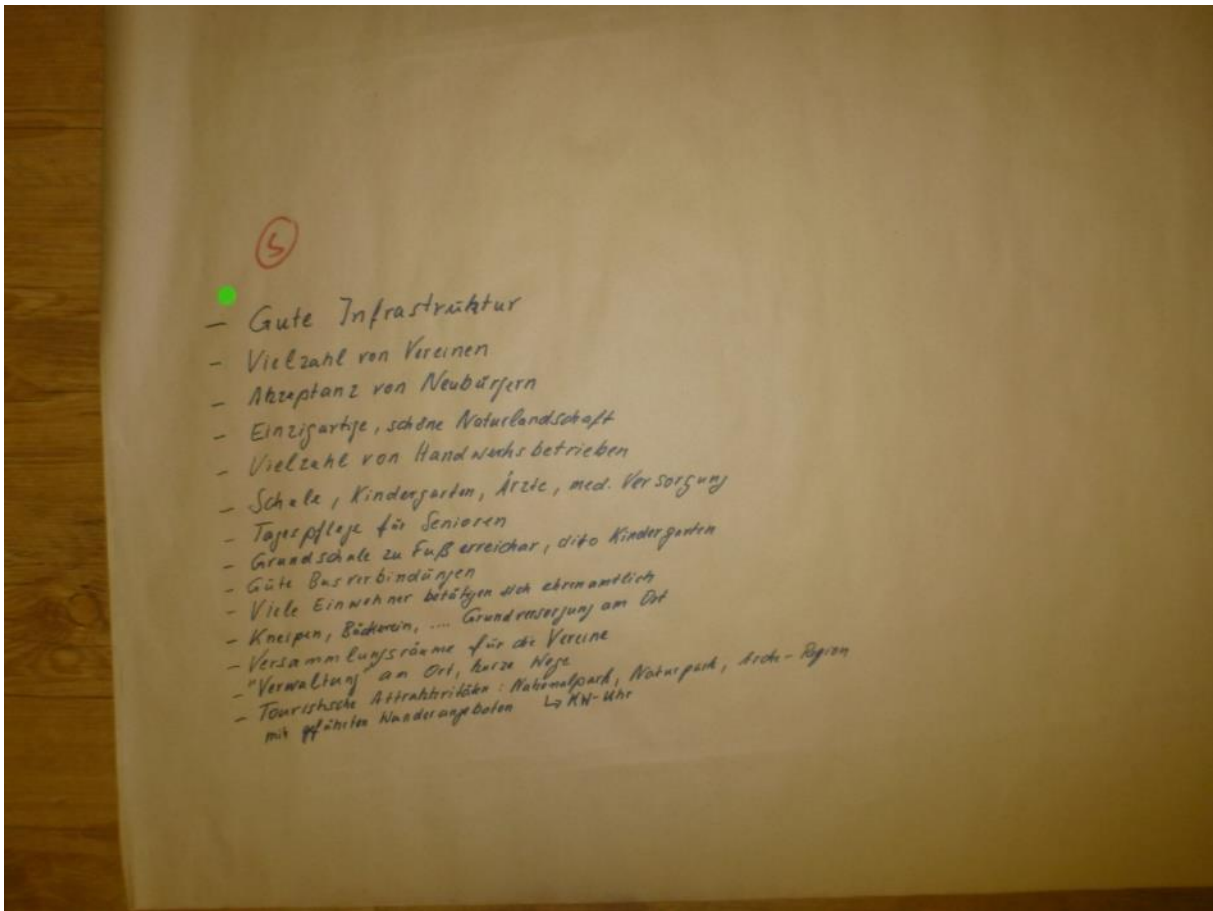 5
- Gute Infrastruktur
- Vielzahl von Vereinen
- Akzeptanz von Neubürgern
- Einzigartige, schöne Naturlandschaft
- Vielzahl von Handwerksbetrieben
- Schule, Kindergarten, Ärzte, med. Versorgung
- Tagespflege für Senioren
- Grundschule zu Fuß erreichar, dito Kindergarten
- Gute Busverbindungen
- Viele Einwohner betätigen sich ehrenamtlich
- Kneipen, Bäckerein, .... Grundversorgung am Ort
- Versammlungsräume für die Vereine
- "Verwaltung" am Ort, kurze Wege
- Touristische Attraktivitäten: Nationalpark, Naturpark, Arche-Region
mit geführten Wanderangeboten ↳ KW-Uhr